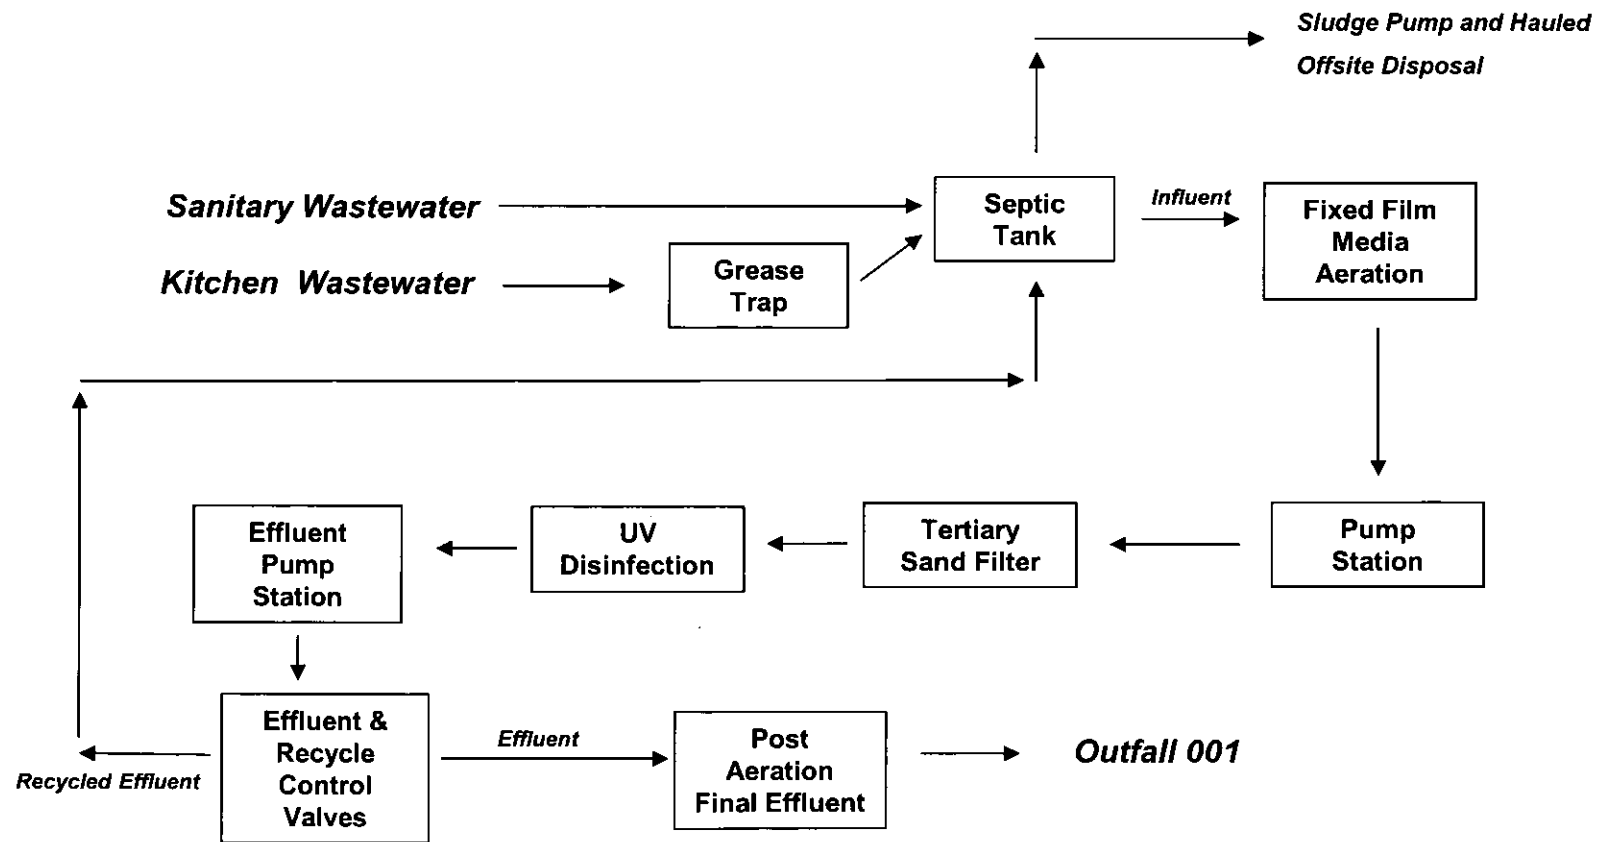 Sludge Pump and Hauled
Offsite Disposal
Sanitary Wastewater
Septic
Tank
Influent
Fixed Film
Media
Aeration
Kitchen Wastewater
Grease
Trap
Effluent
Pump
Station
UV
Disinfection
Tertiary
Sand Filter
Pump
Station
Recycled Effluent
Effluent &
Recycle
Control
Valves
Effluent
Post
Aeration
Final Effluent
Outfall 001